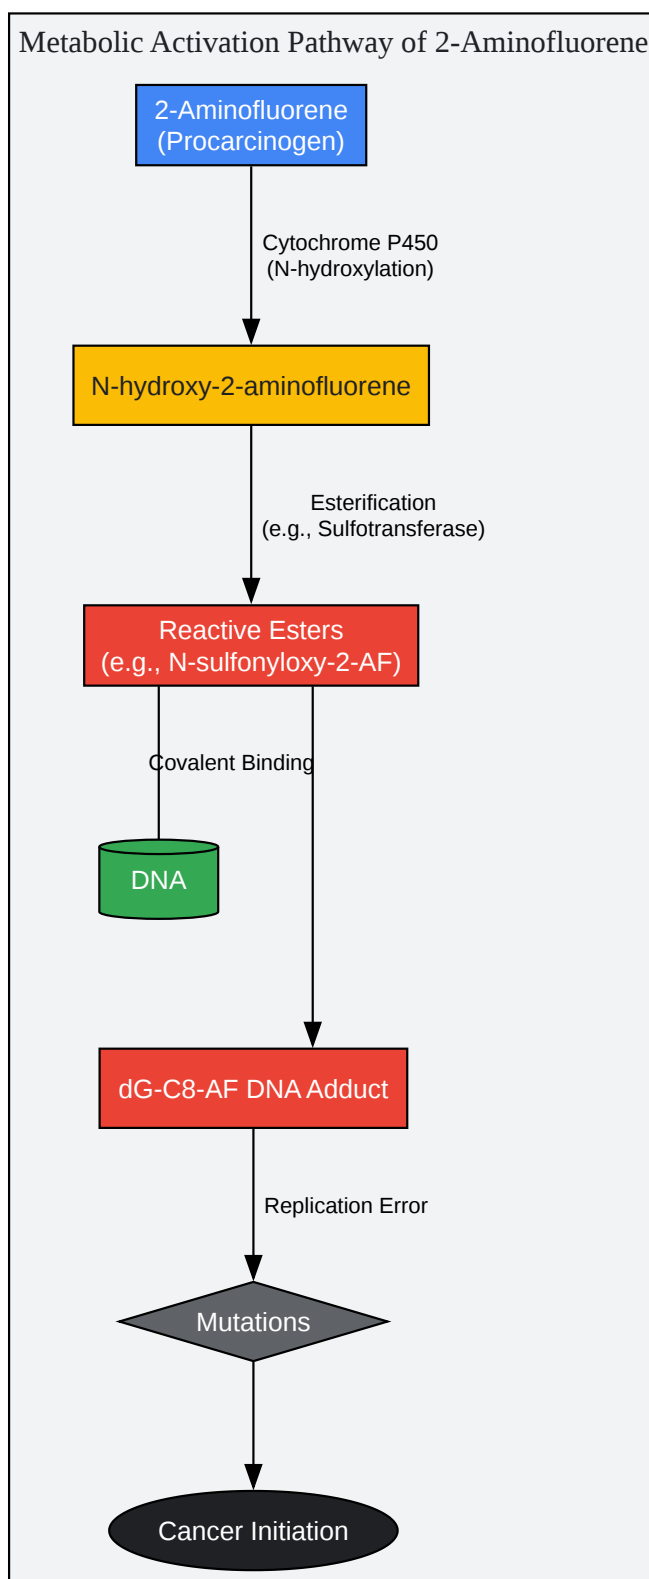 Metabolic Activation Pathway of 2-Aminofluorene
2-Aminofluorene
(Procarcinogen)
Cytochrome P450
(N-hydroxylation)
N-hydroxy-2-aminofluorene
Esterification
(e.g., Sulfotransferase)
Reactive Esters
(e.g., N-sulfonyloxy-2-AF)
Covalent Binding
DNA
dG-C8-AF DNA Adduct
Replication Error
Mutations
Cancer Initiation